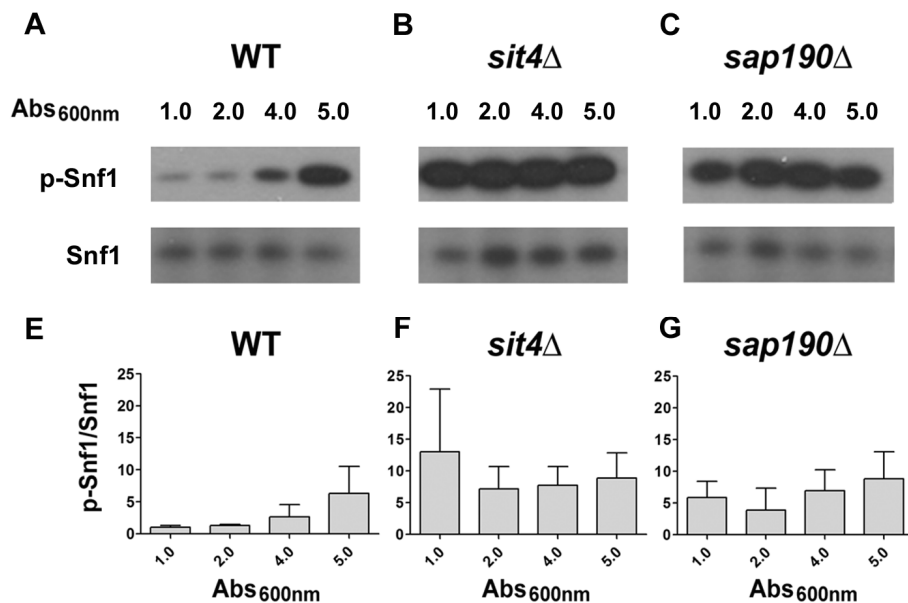 A B C
WT sit4Δ sap190Δ
Abs600nm 1.0 2.0 4.0 5.0 1.0 2.0 4.0 5.0 1.0 2.0 4.0 5.0
p-Snf1
Snf1
E F G
WT sit4Δ sap190Δ
p-Snf1/Snf1
25 25 25
20 20 20
15 15 15
10 10 10
5 5 5
0 0 0
1.0 2.0 4.0 5.0 1.0 2.0 4.0 5.0 1.0 2.0 4.0 5.0
Abs600nm Abs600nm Abs600nm